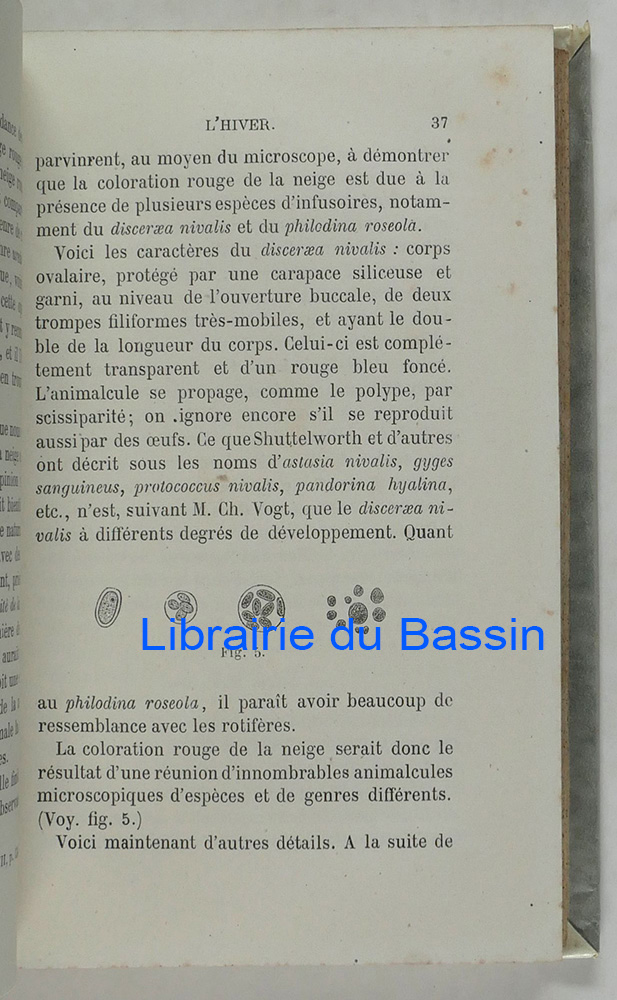 L'HIVER. 37
parvinrent, au moyen du microscope, à démontrer
que la coloration rouge de la neige est due à la
présence de plusieurs espèces d'infusoires, notam-
ment du disceræa nivalis et du philodina roseola.
Voici les caractères du disceræa nivalis : corps
ovalaire, protégé par une carapace siliceuse et
garni, au niveau de l'ouverture buccale, de deux
trompes filiformes très-mobiles, et ayant le dou-
ble de la longueur du corps. Celui-ci est complé-
tement transparent et d'un rouge bleu foncé.
L'animalcule se propage, comme le polype, par
scissiparité; on ignore encore s'il se reproduit
aussi par des œufs. Ce que Shuttelworth et d'autres
ont décrit sous les noms d'astasia nivalis, gyges
sanguineus, protococcus nivalis, pandorina hyalina,
etc., n'est, suivant M. Ch. Vogt, que le disceræa ni-
valis à différents degrés de développement. Quant
Librairie du Bassin
Fig. 5.
au philodina roseola, il paraît avoir beaucoup de
ressemblance avec les rotifères.
La coloration rouge de la neige serait donc le
résultat d'une réunion d'innombrables animalcules
microscopiques d'espèces et de genres différents.
(Voy. fig. 5.)
Voici maintenant d'autres détails. A la suite de